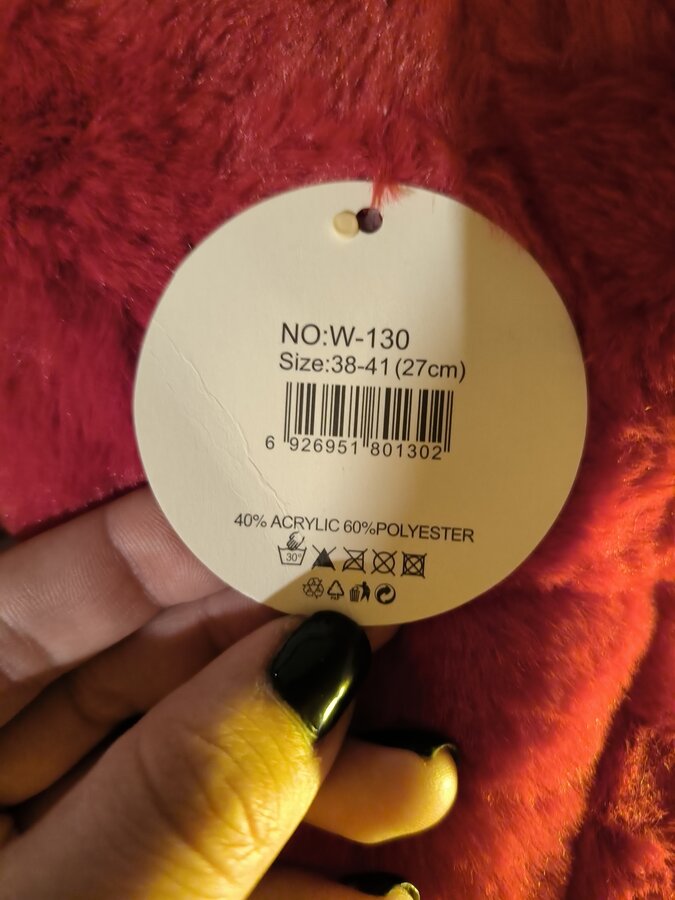 NO:W-130
Size:38-41(27cm)
6 926951 801302
40% ACRYLIC 60%POLYESTER
30°